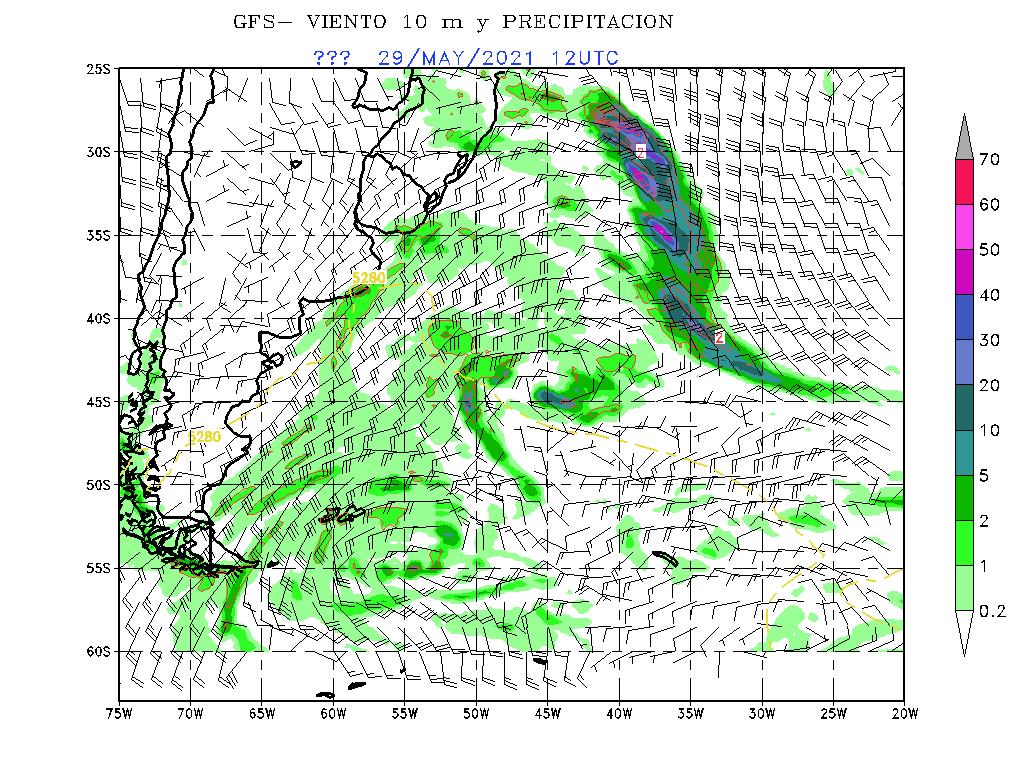 GFS— VIENTO 10 m y PRECIPITACION
??? 29/MAY/2021 12UTC
25S
30S
35S
40S
45S
50S
55S
60S
75W 70W 65W 60W 55W 50W 45W 40W 35W 30W 25W 20W
2
5280
2
5280
70
60
50
40
30
20
10
5
2
1
0.2